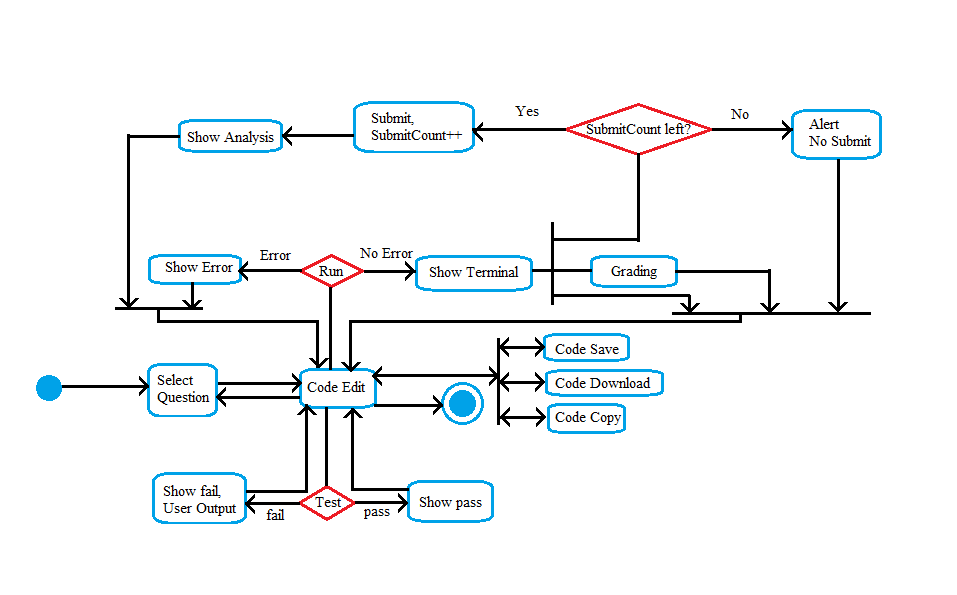 Yes
No
Submit,
SubmitCount++
SubmitCount left?
Alert
No Submit
Show Analysis
Error
No Error
Show Error
Run
Show Terminal
Grading
Code Save
Select
Question
Code Edit
Code Download
Code Copy
Show fail,
User Output
fail
Test
pass
Show pass